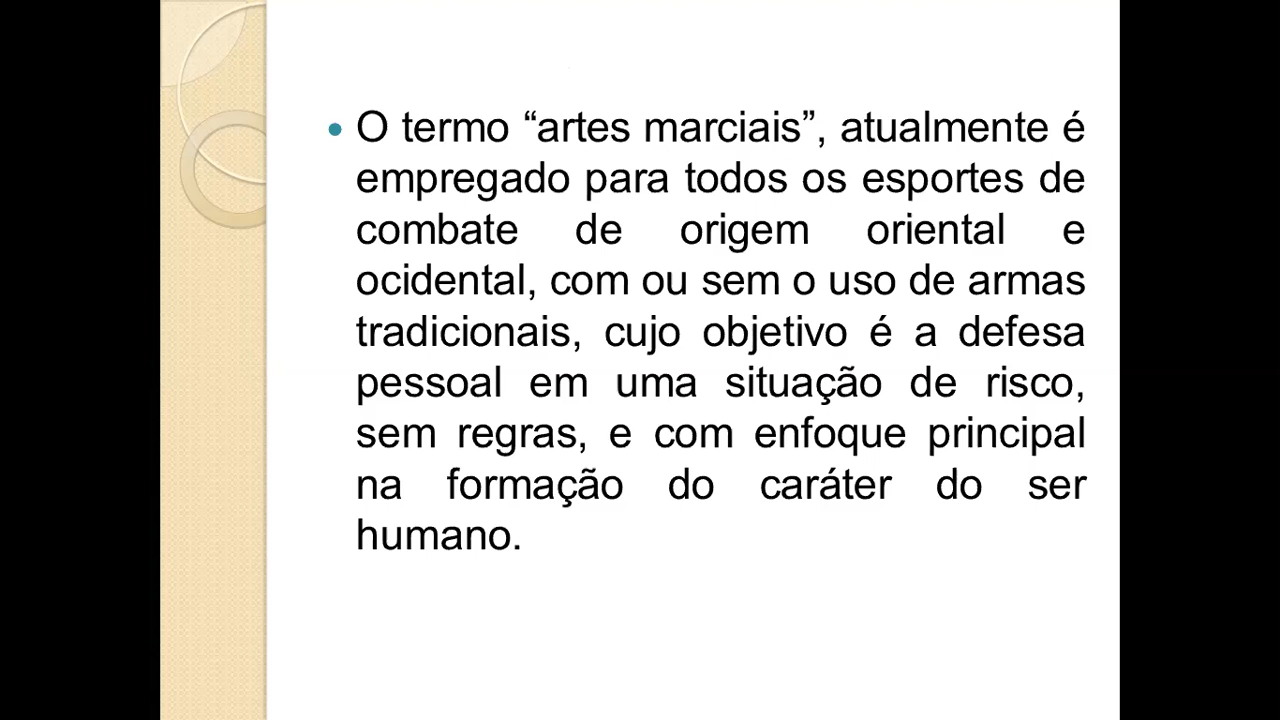 • O termo “artes marciais”, atualmente é
empregado para todos os esportes de
combate de origem oriental e
ocidental, com ou sem o uso de armas
tradicionais, cujo objetivo é a defesa
pessoal em uma situação de risco,
sem regras, e com enfoque principal
na formação do caráter do ser
humano.